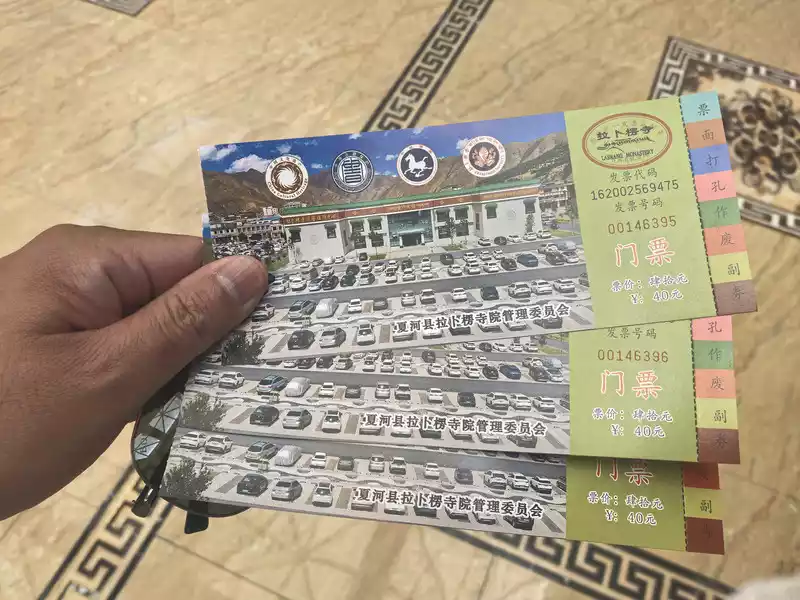 拉卜楞寺
LABRANG MONASTERY
发票代码
162002569475
发票号码
00146395
门票
票价：肆拾元
¥：40元
夏河县拉卜楞寺院管理委员会
票面打孔作废
副券
发票号码
00146396
门票
票价：肆拾元
¥：40元
夏河县拉卜楞寺院管理委员会
孔作废
副券
门票
票价：肆拾元
¥：40元
夏河县拉卜楞寺院管理委员会
副